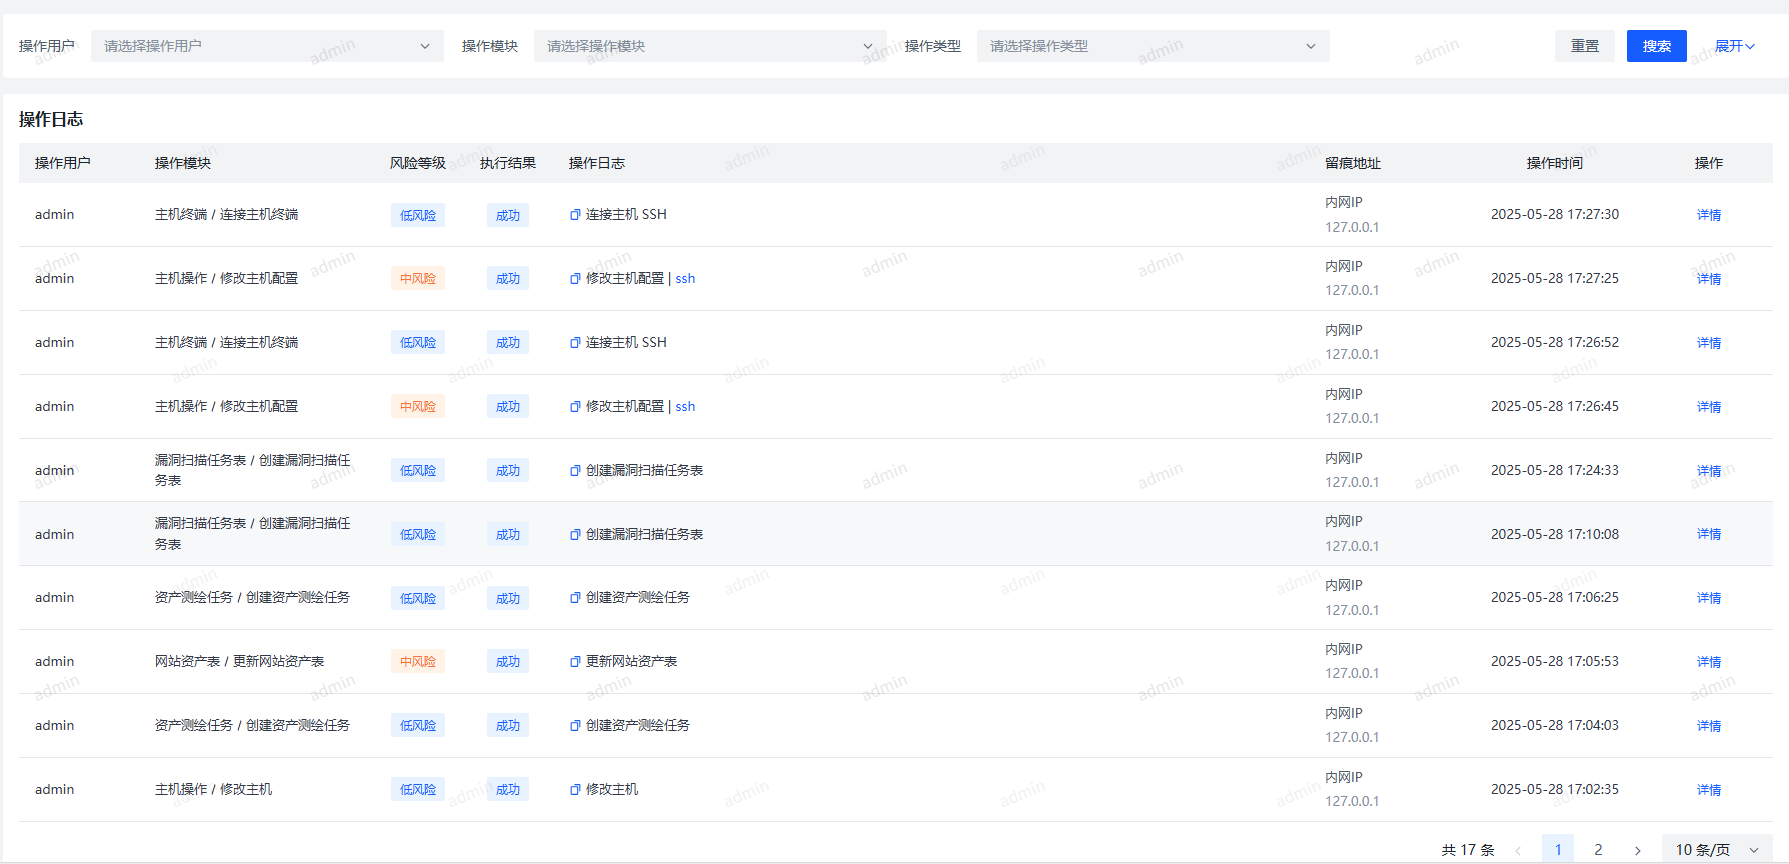 操作用户 请选择操作用户 操作模块 请选择操作模块 操作类型 请选择操作类型 重置 搜索 展开
操作日志
操作用户 操作模块 风险等级 执行结果 操作日志 留痕地址 操作时间 操作
admin 主机终端 / 连接主机终端 低风险 成功 连接主机 SSH 内网IP 2025-05-28 17:27:30 详情
127.0.0.1
admin 主机操作 / 修改主机配置 中风险 成功 修改主机配置 | ssh 内网IP 2025-05-28 17:27:25 详情
127.0.0.1
admin 主机终端 / 连接主机终端 低风险 成功 连接主机 SSH 内网IP 2025-05-28 17:26:52 详情
127.0.0.1
admin 主机操作 / 修改主机配置 中风险 成功 修改主机配置 | ssh 内网IP 2025-05-28 17:26:45 详情
127.0.0.1
admin 漏洞扫描任务表 / 创建漏洞扫描任 低风险 成功 创建漏洞扫描任务表 内网IP 2025-05-28 17:24:33 详情
务表 127.0.0.1
admin 漏洞扫描任务表 / 创建漏洞扫描任 低风险 成功 创建漏洞扫描任务表 内网IP 2025-05-28 17:10:08 详情
务表 127.0.0.1
admin 资产测绘任务 / 创建资产测绘任务 低风险 成功 创建资产测绘任务 内网IP 2025-05-28 17:06:25 详情
127.0.0.1
admin 网站资产表 / 更新网站资产表 中风险 成功 更新网站资产表 内网IP 2025-05-28 17:05:53 详情
127.0.0.1
admin 资产测绘任务 / 创建资产测绘任务 低风险 成功 创建资产测绘任务 内网IP 2025-05-28 17:04:03 详情
127.0.0.1
admin 主机操作 / 修改主机 低风险 成功 修改主机 内网IP 2025-05-28 17:02:35 详情
127.0.0.1
共 17 条 1 2 10 条/页